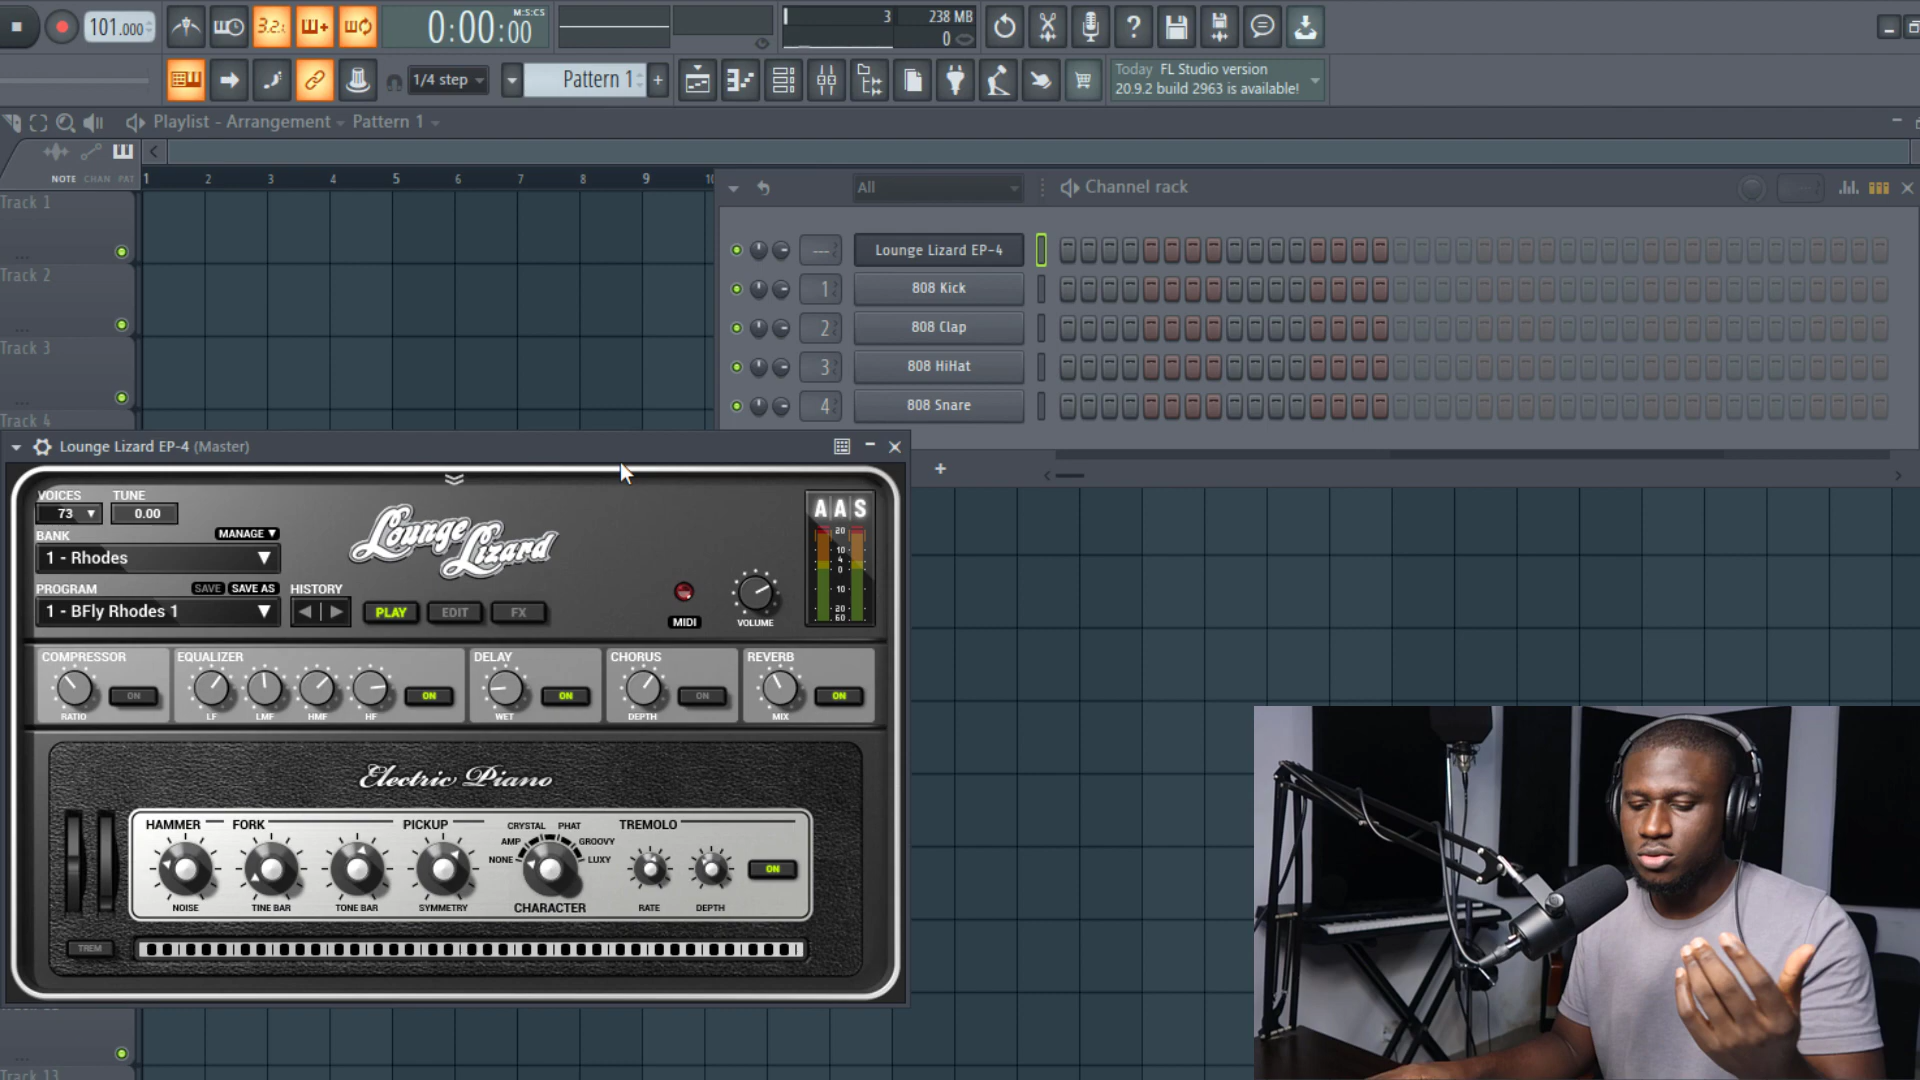 101.000
3.2.
M:S:CS
0:00:00
3
238 MB
0
1/4 step
Pattern 1
+
Today FL Studio version
20.9.2 build 2963 is available!
Playlist - Arrangement
Pattern 1
NOTE CHAN PAT
1 2 3 4 5 6 7 8 9
All
Channel rack
Track 1
Track 2
Track 3
Track 4
Lounge Lizard EP-4
1 808 Kick
2 808 Clap
3 808 HiHat
4 808 Snare
+
Lounge Lizard EP-4 (Master)
VOICES TUNE
73 0.00
BANK MANAGE
1 - Rhodes
Lounge Lizard
AAS
20
10
4
0
10
20
60
PROGRAM SAVE SAVE AS HISTORY
1 - BFly Rhodes 1
PLAY EDIT FX
MIDI
VOLUME
COMPRESSOR EQUALIZER DELAY CHORUS REVERB
ON ON ON ON ON
RATIO LF LMF HMF HF WET DEPTH MIX
Electric Piano
HAMMER FORK PICKUP TREMOLO
CRYSTAL PHAT
AMP GROOVY
NONE LUXY
ON
NOISE TINE BAR TONE BAR SYMMETRY CHARACTER RATE DEPTH
TREM
Track 13